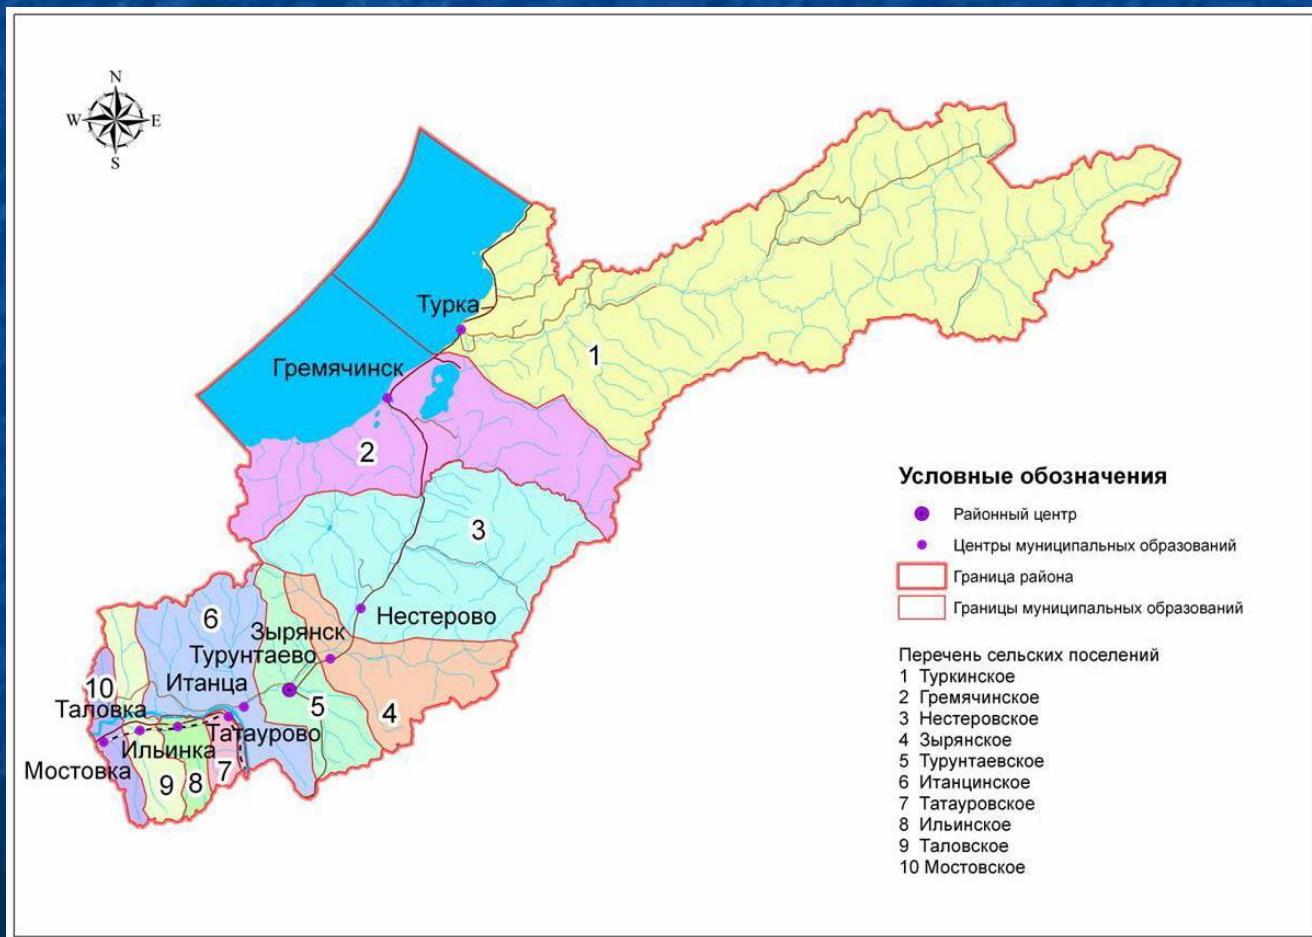 N
W E
S
Турка
Гремячинск
1
2
3
Нестерово
6
Зырянск
Турунтаево
Итанца
10
5
4
Таловка
Татаурово
Ильинка
Мостовка
9
8
7
Условные обозначения
Районный центр
Центры муниципальных образований
Граница района
Границы муниципальных образований
Перечень сельских поселений
1 Туркинское
2 Гремячинское
3 Нестеровское
4 Зырянское
5 Турунтаевское
6 Итанцинское
7 Татауровское
8 Ильинское
9 Таловское
10 Мостовское